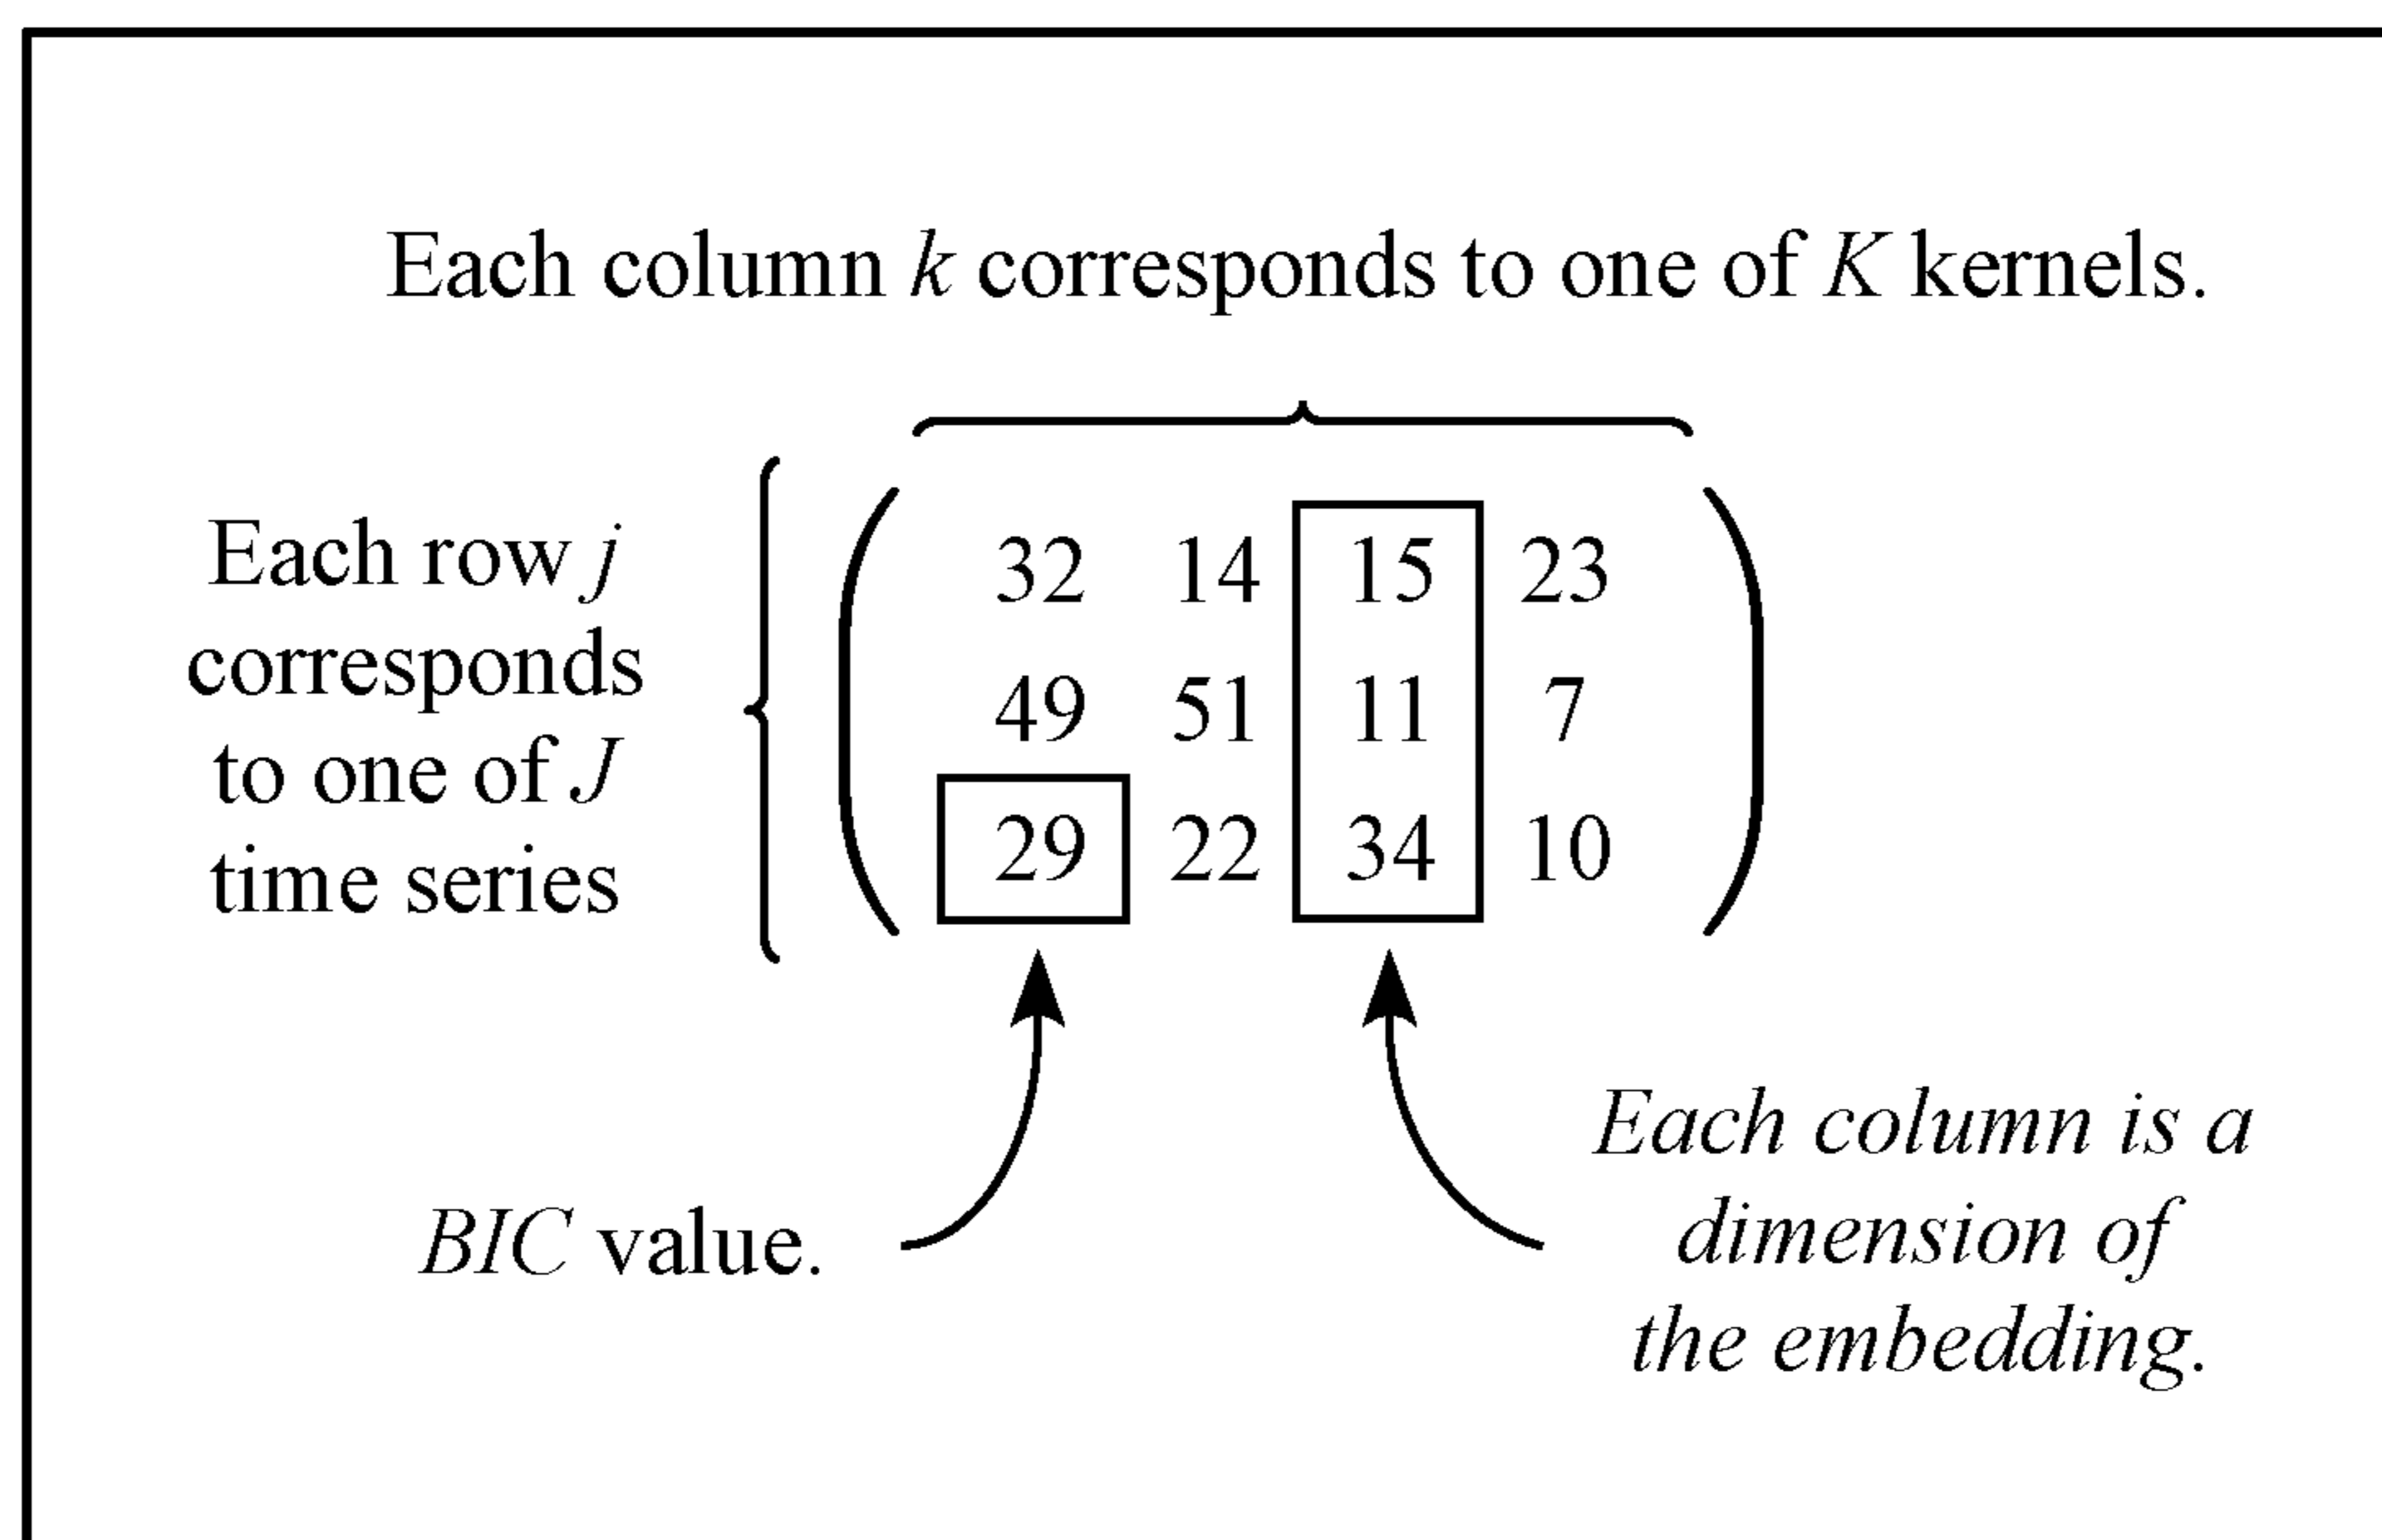 Each column k corresponds to one of K kernels.
Each row j
corresponds
to one of J
time series
32 14 15 23
49 51 11 7
29 22 34 10
BIC value.
Each column is a
dimension of
the embedding.